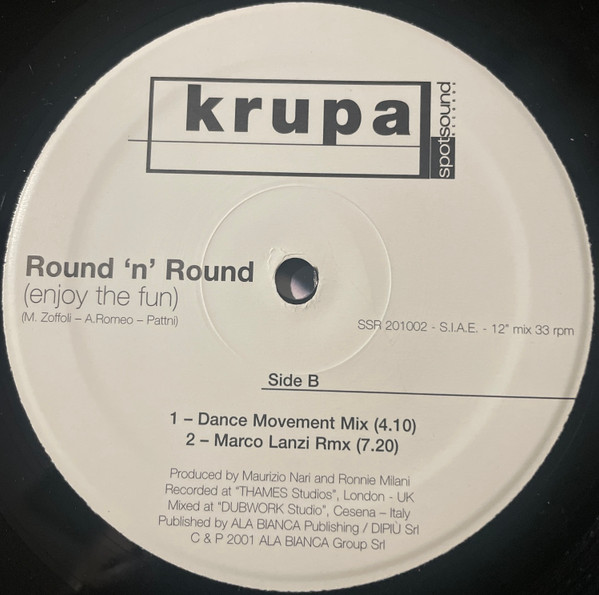 krupa
spotsound
RECORDS
Round ‘n’ Round
(enjoy the fun)
(M. Zoffoli – A.Romeo – Pattni)
SSR 201002 - S.I.A.E. - 12" mix 33 rpm
Side B
1 – Dance Movement Mix (4.10)
2 – Marco Lanzi Rmx (7.20)
Produced by Maurizio Nari and Ronnie Milani
Recorded at "THAMES Studios", London - UK
Mixed at "DUBWORK Studio", Cesena – Italy
Published by ALA BIANCA Publishing / DIPIÙ Srl
C & P 2001 ALA BIANCA Group Srl